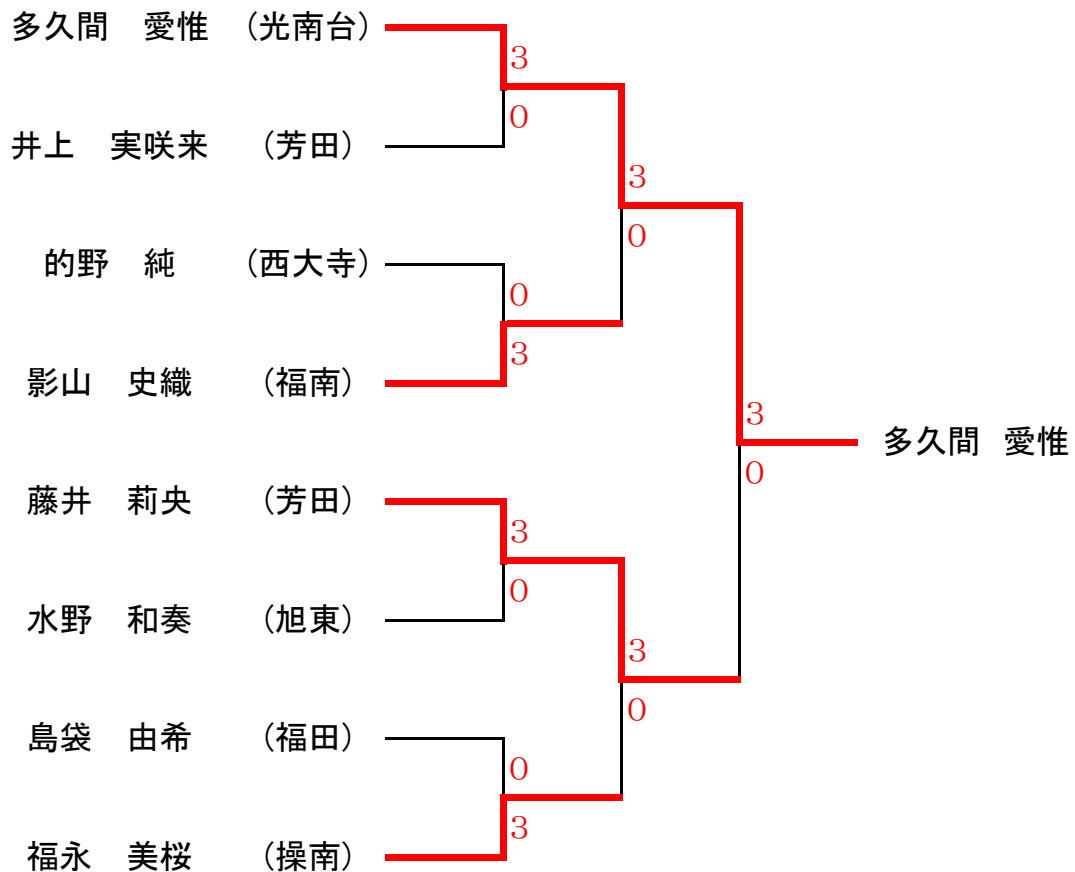 多久間　愛惟　（光南台）
3
0
井上　実咲来　（芳田）
3
0
的野　純　（西大寺）
0
3
影山　史織　（福南）
3
0
多久間　愛惟
藤井　莉央　（芳田）
3
0
水野　和奏　（旭東）
3
0
島袋　由希　（福田）
0
3
福永　美桜　（操南）